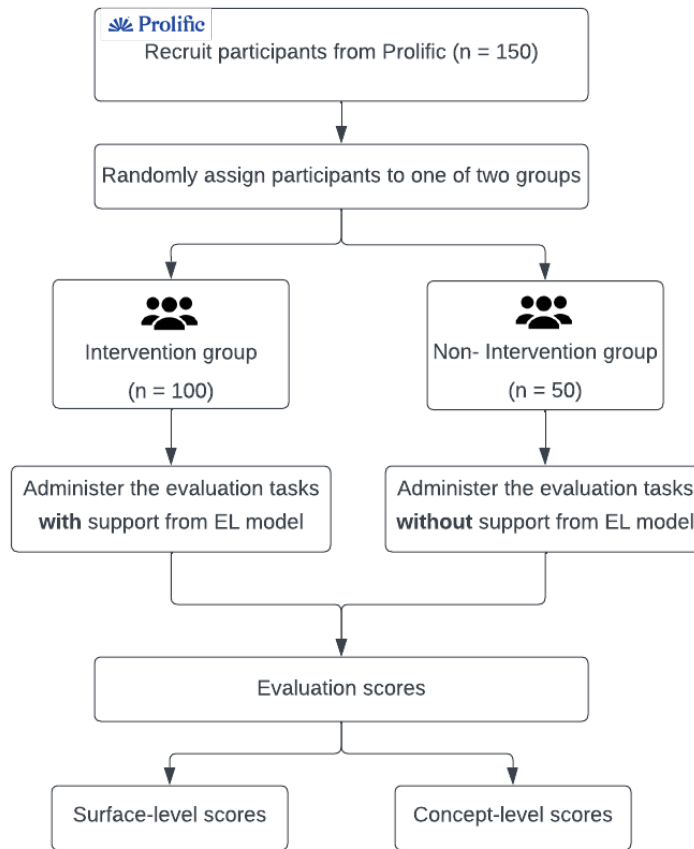 Prolific
Recruit participants from Prolific (n = 150)
Randomly assign participants to one of two groups
Intervention group
(n = 100)
Non- Intervention group
(n = 50)
Administer the evaluation tasks
with support from EL model
Administer the evaluation tasks
without support from EL model
Evaluation scores
Surface-level scores
Concept-level scores